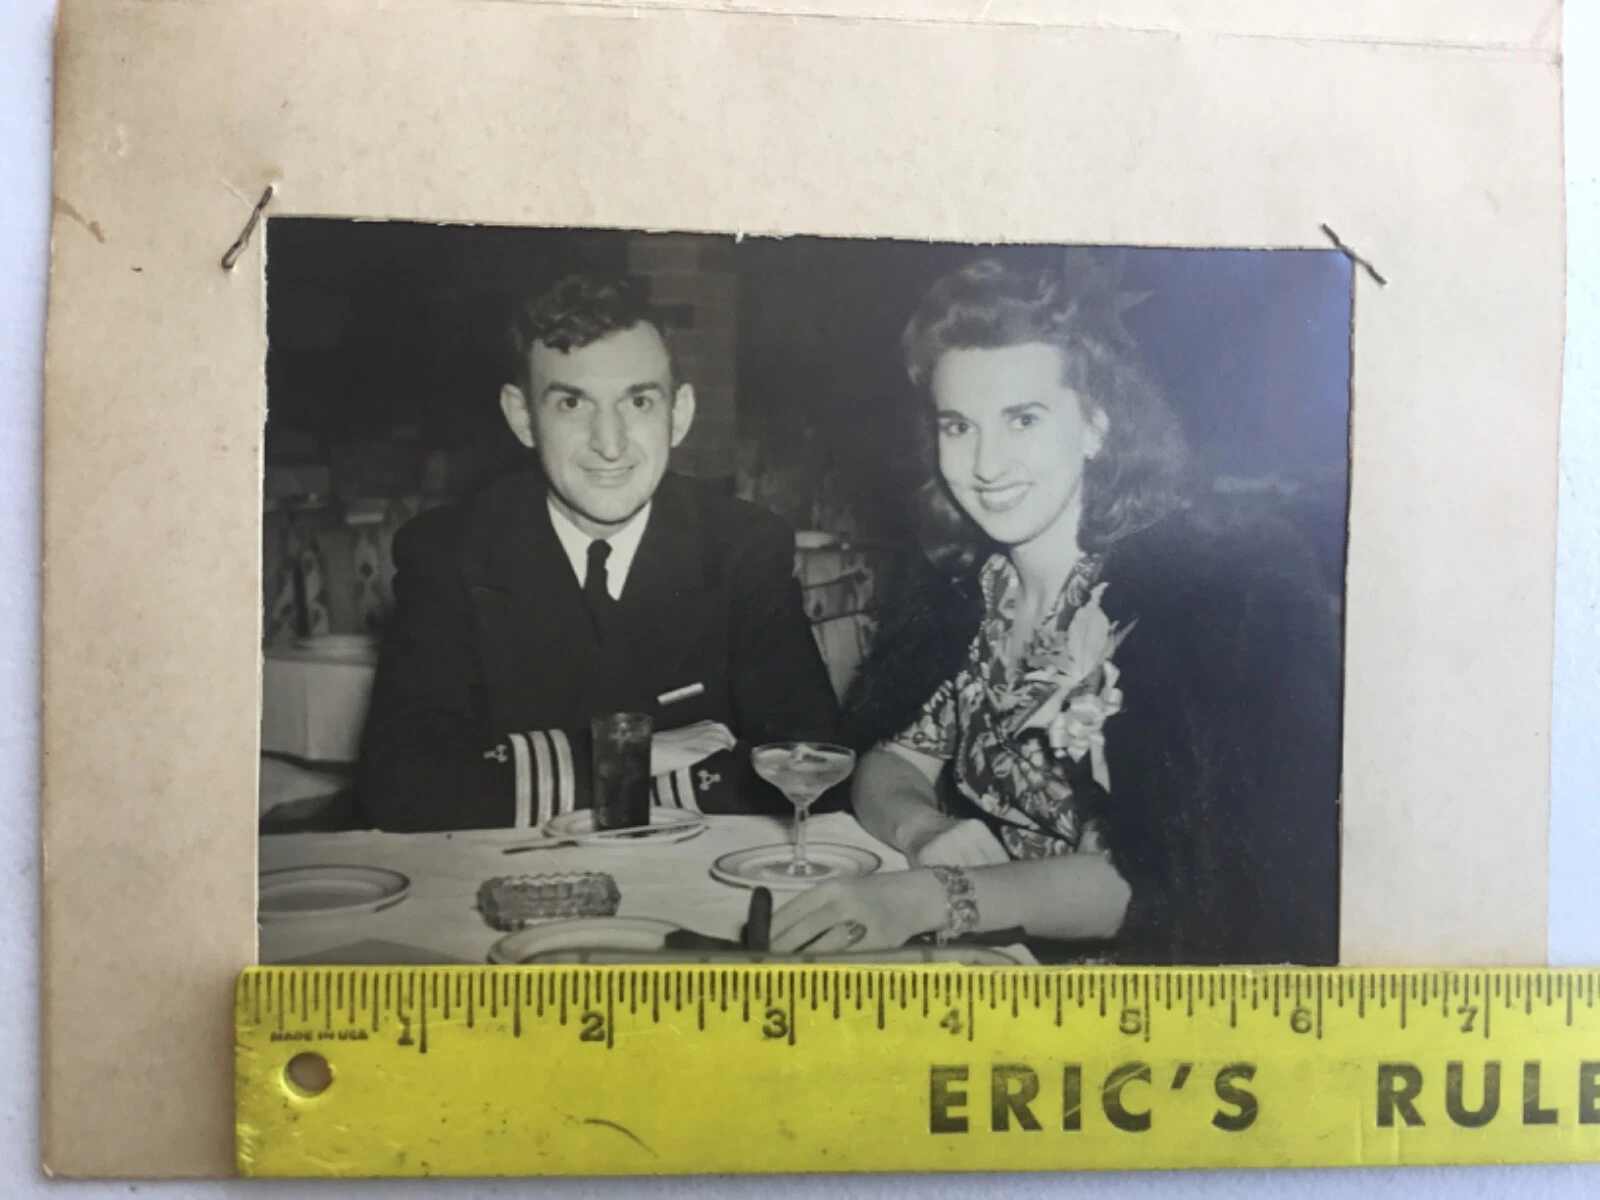 MADE IN USA 1 2 3 4 5 6 7
ERIC'S RULE